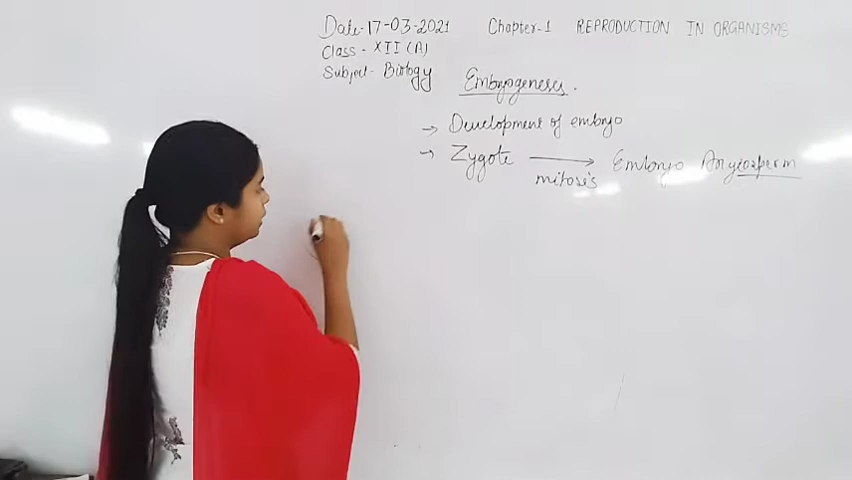 Date- 17-03-2021 Chapter-1 REPRODUCTION IN ORGANISMS
Class - XII (A)
Subject- Biology
Embryogenesis.
→ Development of embryo
→ Zygote → Embryo Angiosperm
mitosis